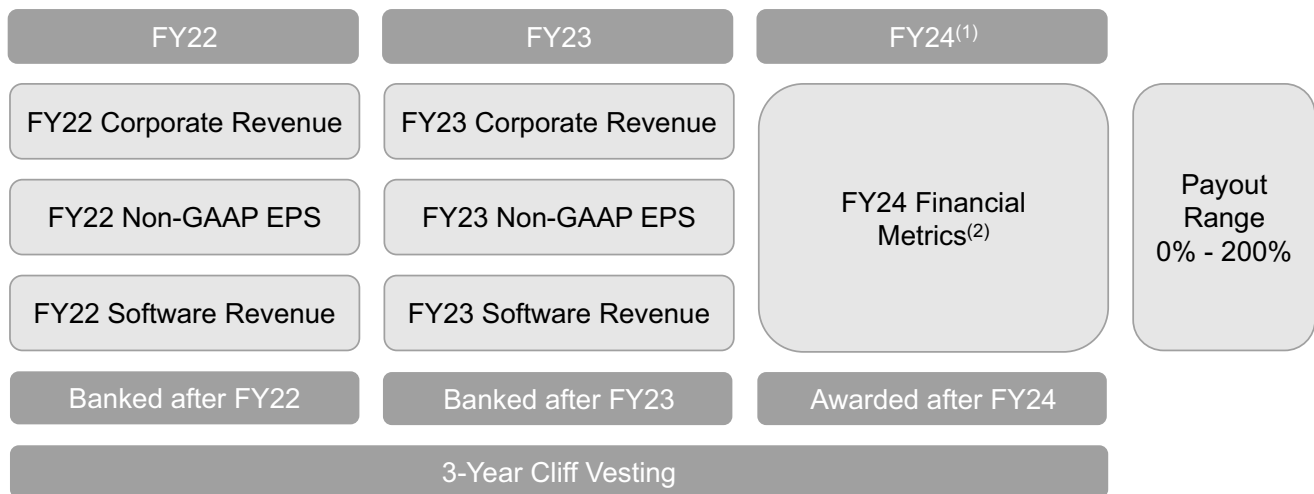 FY22
FY23
FY24(1)
FY22 Corporate Revenue
FY23 Corporate Revenue
FY24 Financial
Metrics(2)
Payout
Range
0% - 200%
FY22 Non-GAAP EPS
FY23 Non-GAAP EPS
FY22 Software Revenue
FY23 Software Revenue
Banked after FY22
Banked after FY23
Awarded after FY24
3-Year Cliff Vesting